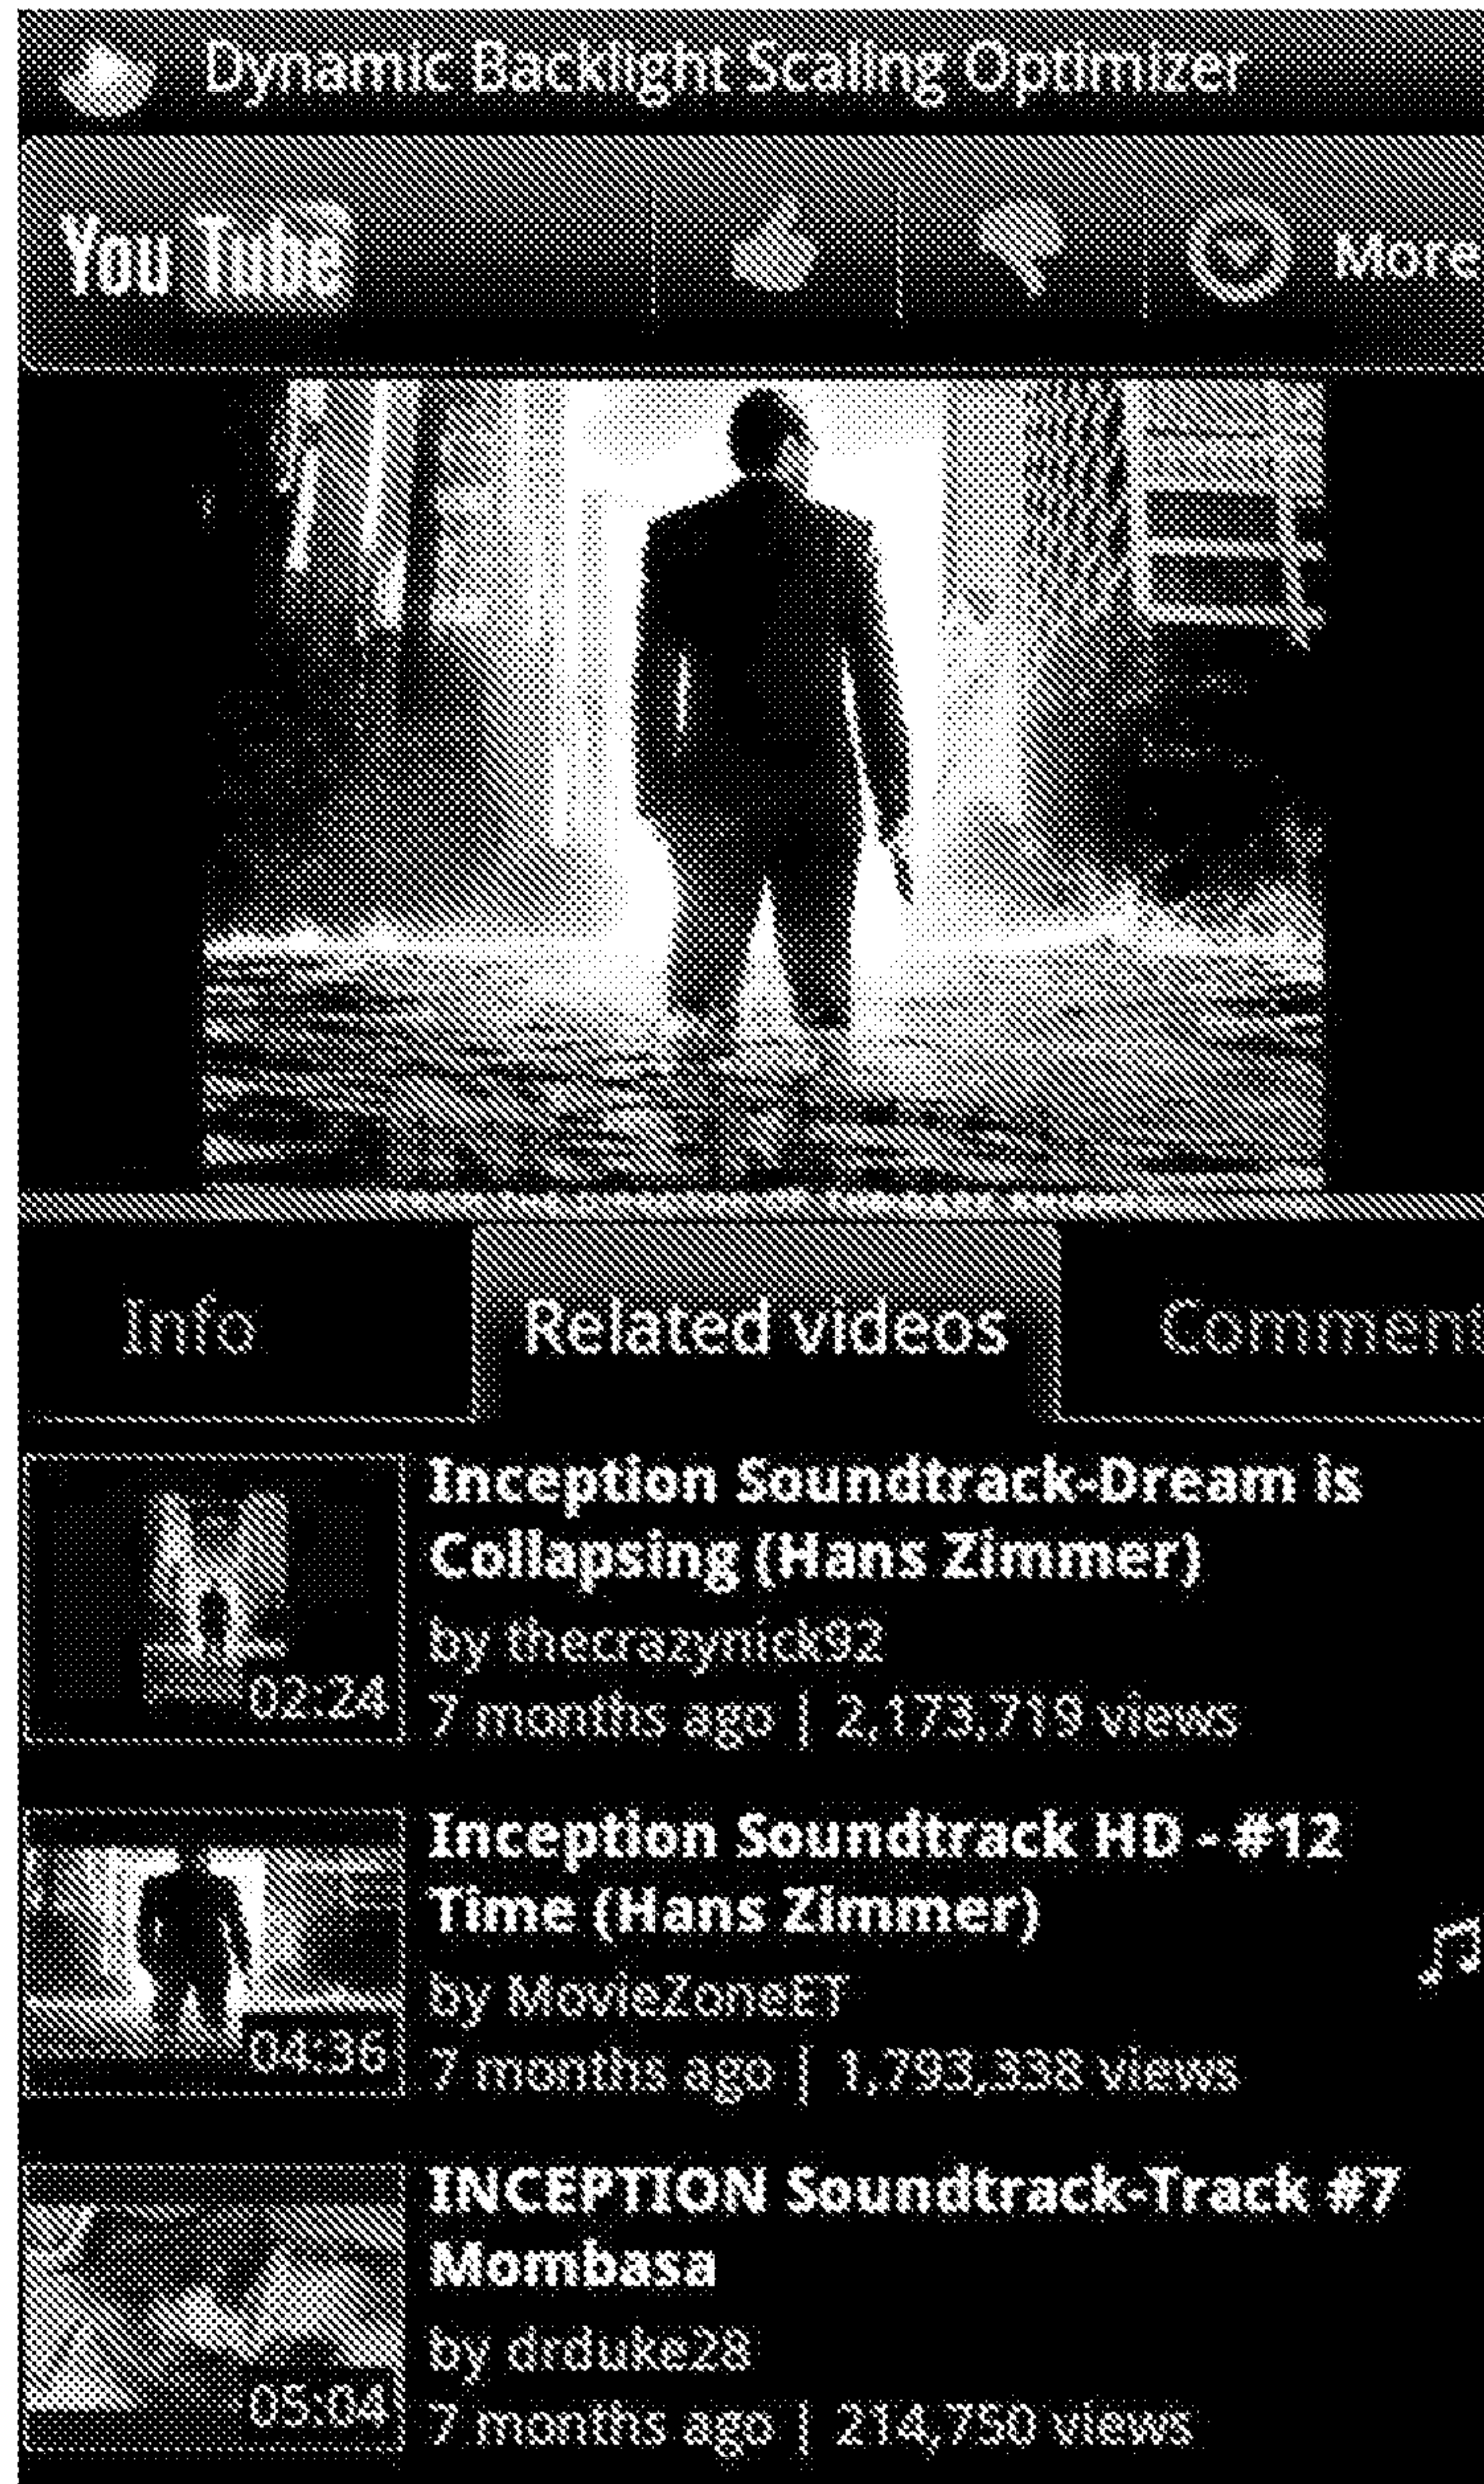 Dynamic Backlight Scaling Optimizer
You Tube
More
Info
Related videos
Comment
Inception Soundtrack-Dream is
Collapsing (Hans Zimmer)
by thecrazynick92
02:24
7 months ago | 2,173,719 views
Inception Soundtrack HD - #12
Time (Hans Zimmer)
by MovieZoneET
04:36
7 months ago | 1,793,338 views
INCEPTION Soundtrack-Track #7
Mombasa
by drduke28
05:04
7 months ago | 214,750 views